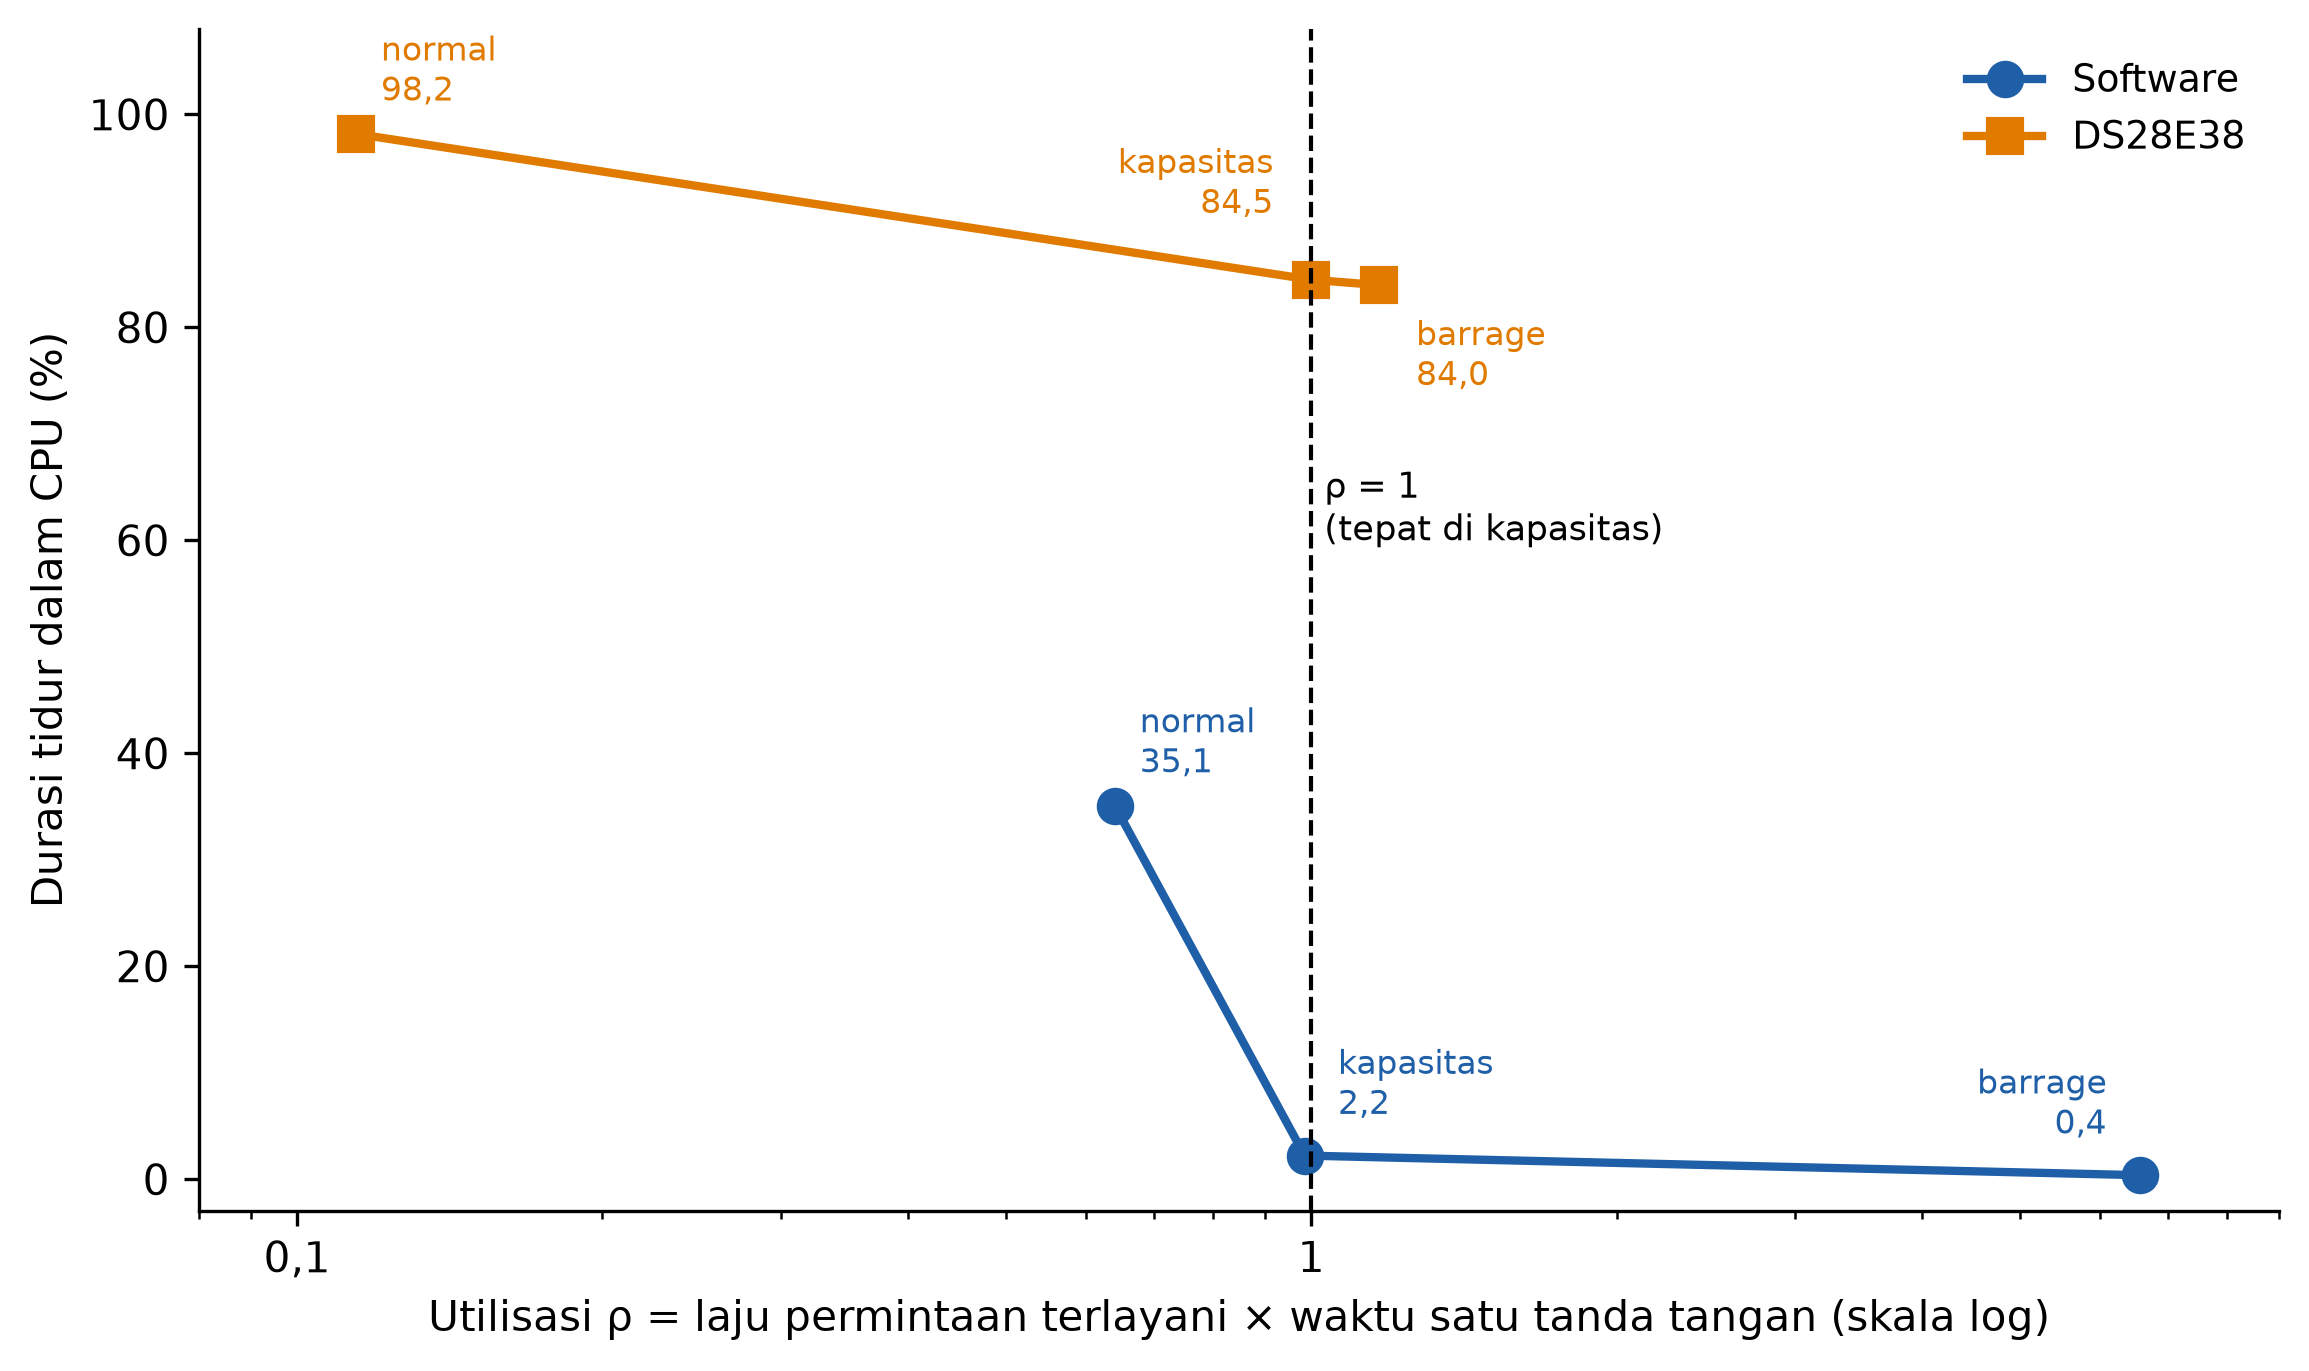 normal
98,2
kapasitas
84,5
barrage
84,0
Software
DS28E38
ρ = 1
(tepat di kapasitas)
normal
35,1
kapasitas
2,2
barrage
0,4
Durasi tidur dalam CPU (%)
100
80
60
40
20
0
0,1
1
Utilisasi ρ = laju permintaan terlayani × waktu satu tanda tangan (skala log)